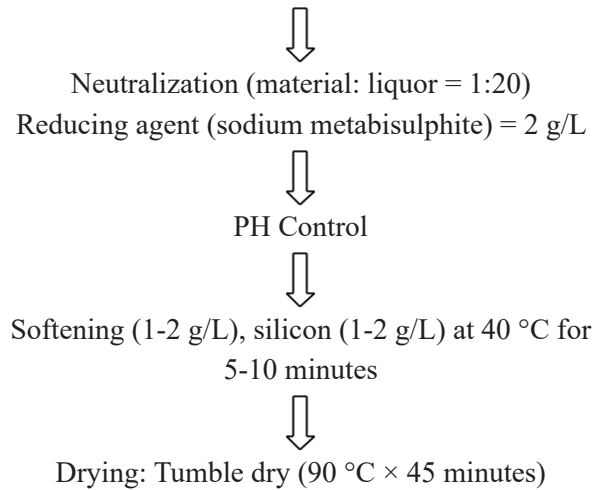 Neutralization (material: liquor = 1:20)
Reducing agent (sodium metabisulphite) = 2 g/L
PH Control
Softening (1-2 g/L), silicon (1-2 g/L) at 40 °C for
5-10 minutes
Drying: Tumble dry (90 °C × 45 minutes)